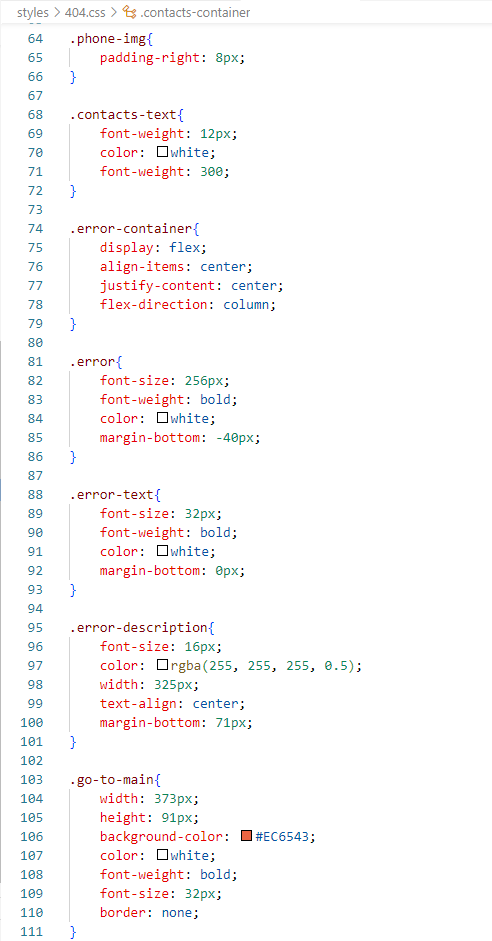 styles > 404.css > .contacts-container
64 .phone-img{
65     padding-right: 8px;
66 }
67
68 .contacts-text{
69     font-weight: 12px;
70     color: white;
71     font-weight: 300;
72 }
73
74 .error-container{
75     display: flex;
76     align-items: center;
77     justify-content: center;
78     flex-direction: column;
79 }
80
81 .error{
82     font-size: 256px;
83     font-weight: bold;
84     color: white;
85     margin-bottom: -40px;
86 }
87
88 .error-text{
89     font-size: 32px;
90     font-weight: bold;
91     color: white;
92     margin-bottom: 0px;
93 }
94
95 .error-description{
96     font-size: 16px;
97     color: rgba(255, 255, 255, 0.5);
98     width: 325px;
99     text-align: center;
100     margin-bottom: 71px;
101 }
102
103 .go-to-main{
104     width: 373px;
105     height: 91px;
106     background-color: #EC6543;
107     color: white;
108     font-weight: bold;
109     font-size: 32px;
110     border: none;
111 }